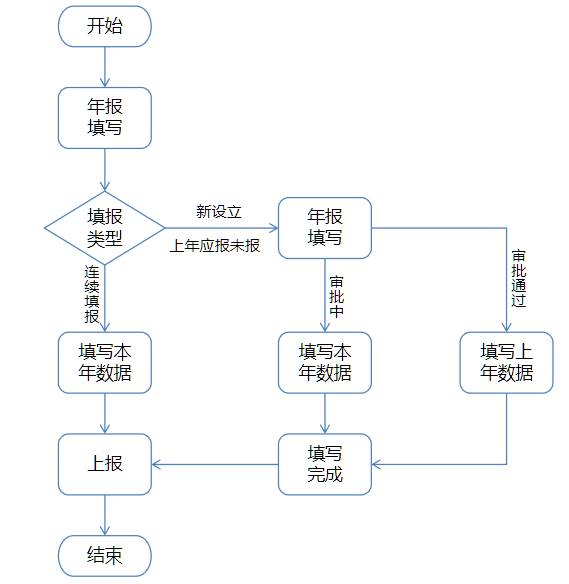 开始
年报
填写
填报
类型
新设立
上年应报未报
年报
填写
连续填报
审批中
审批通过
填写本
年数据
填写本
年数据
填写上
年数据
上报
填写
完成
结束